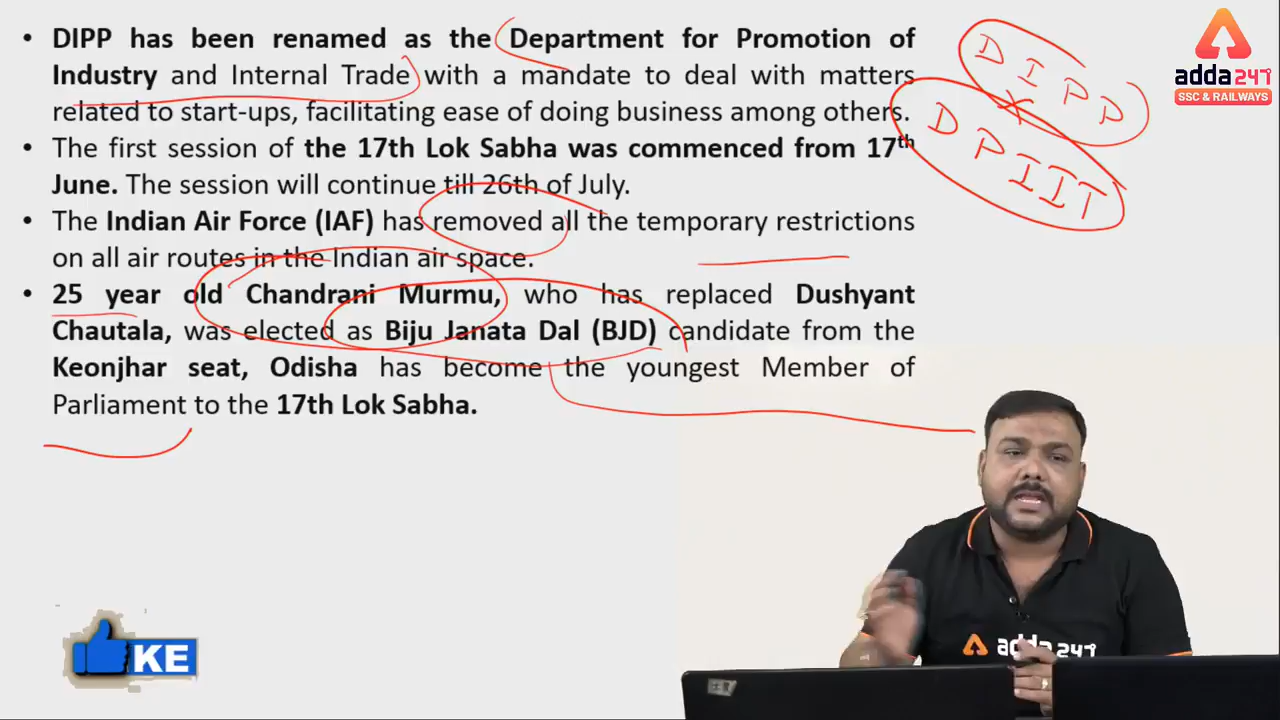 • DIPP has been renamed as the Department for Promotion of
Industry and Internal Trade with a mandate to deal with matters
related to start-ups, facilitating ease of doing business among others.
• The first session of the 17th Lok Sabha was commenced from 17th
June. The session will continue till 26th of July.
• The Indian Air Force (IAF) has removed all the temporary restrictions
on all air routes in the Indian air space.
• 25 year old Chandrani Murmu, who has replaced Dushyant
Chautala, was elected as Biju Janata Dal (BJD) candidate from the
Keonjhar seat, Odisha has become the youngest Member of
Parliament to the 17th Lok Sabha.
DIPP
DPIIT
adda247
SSC & RAILWAYS
KE
adda247